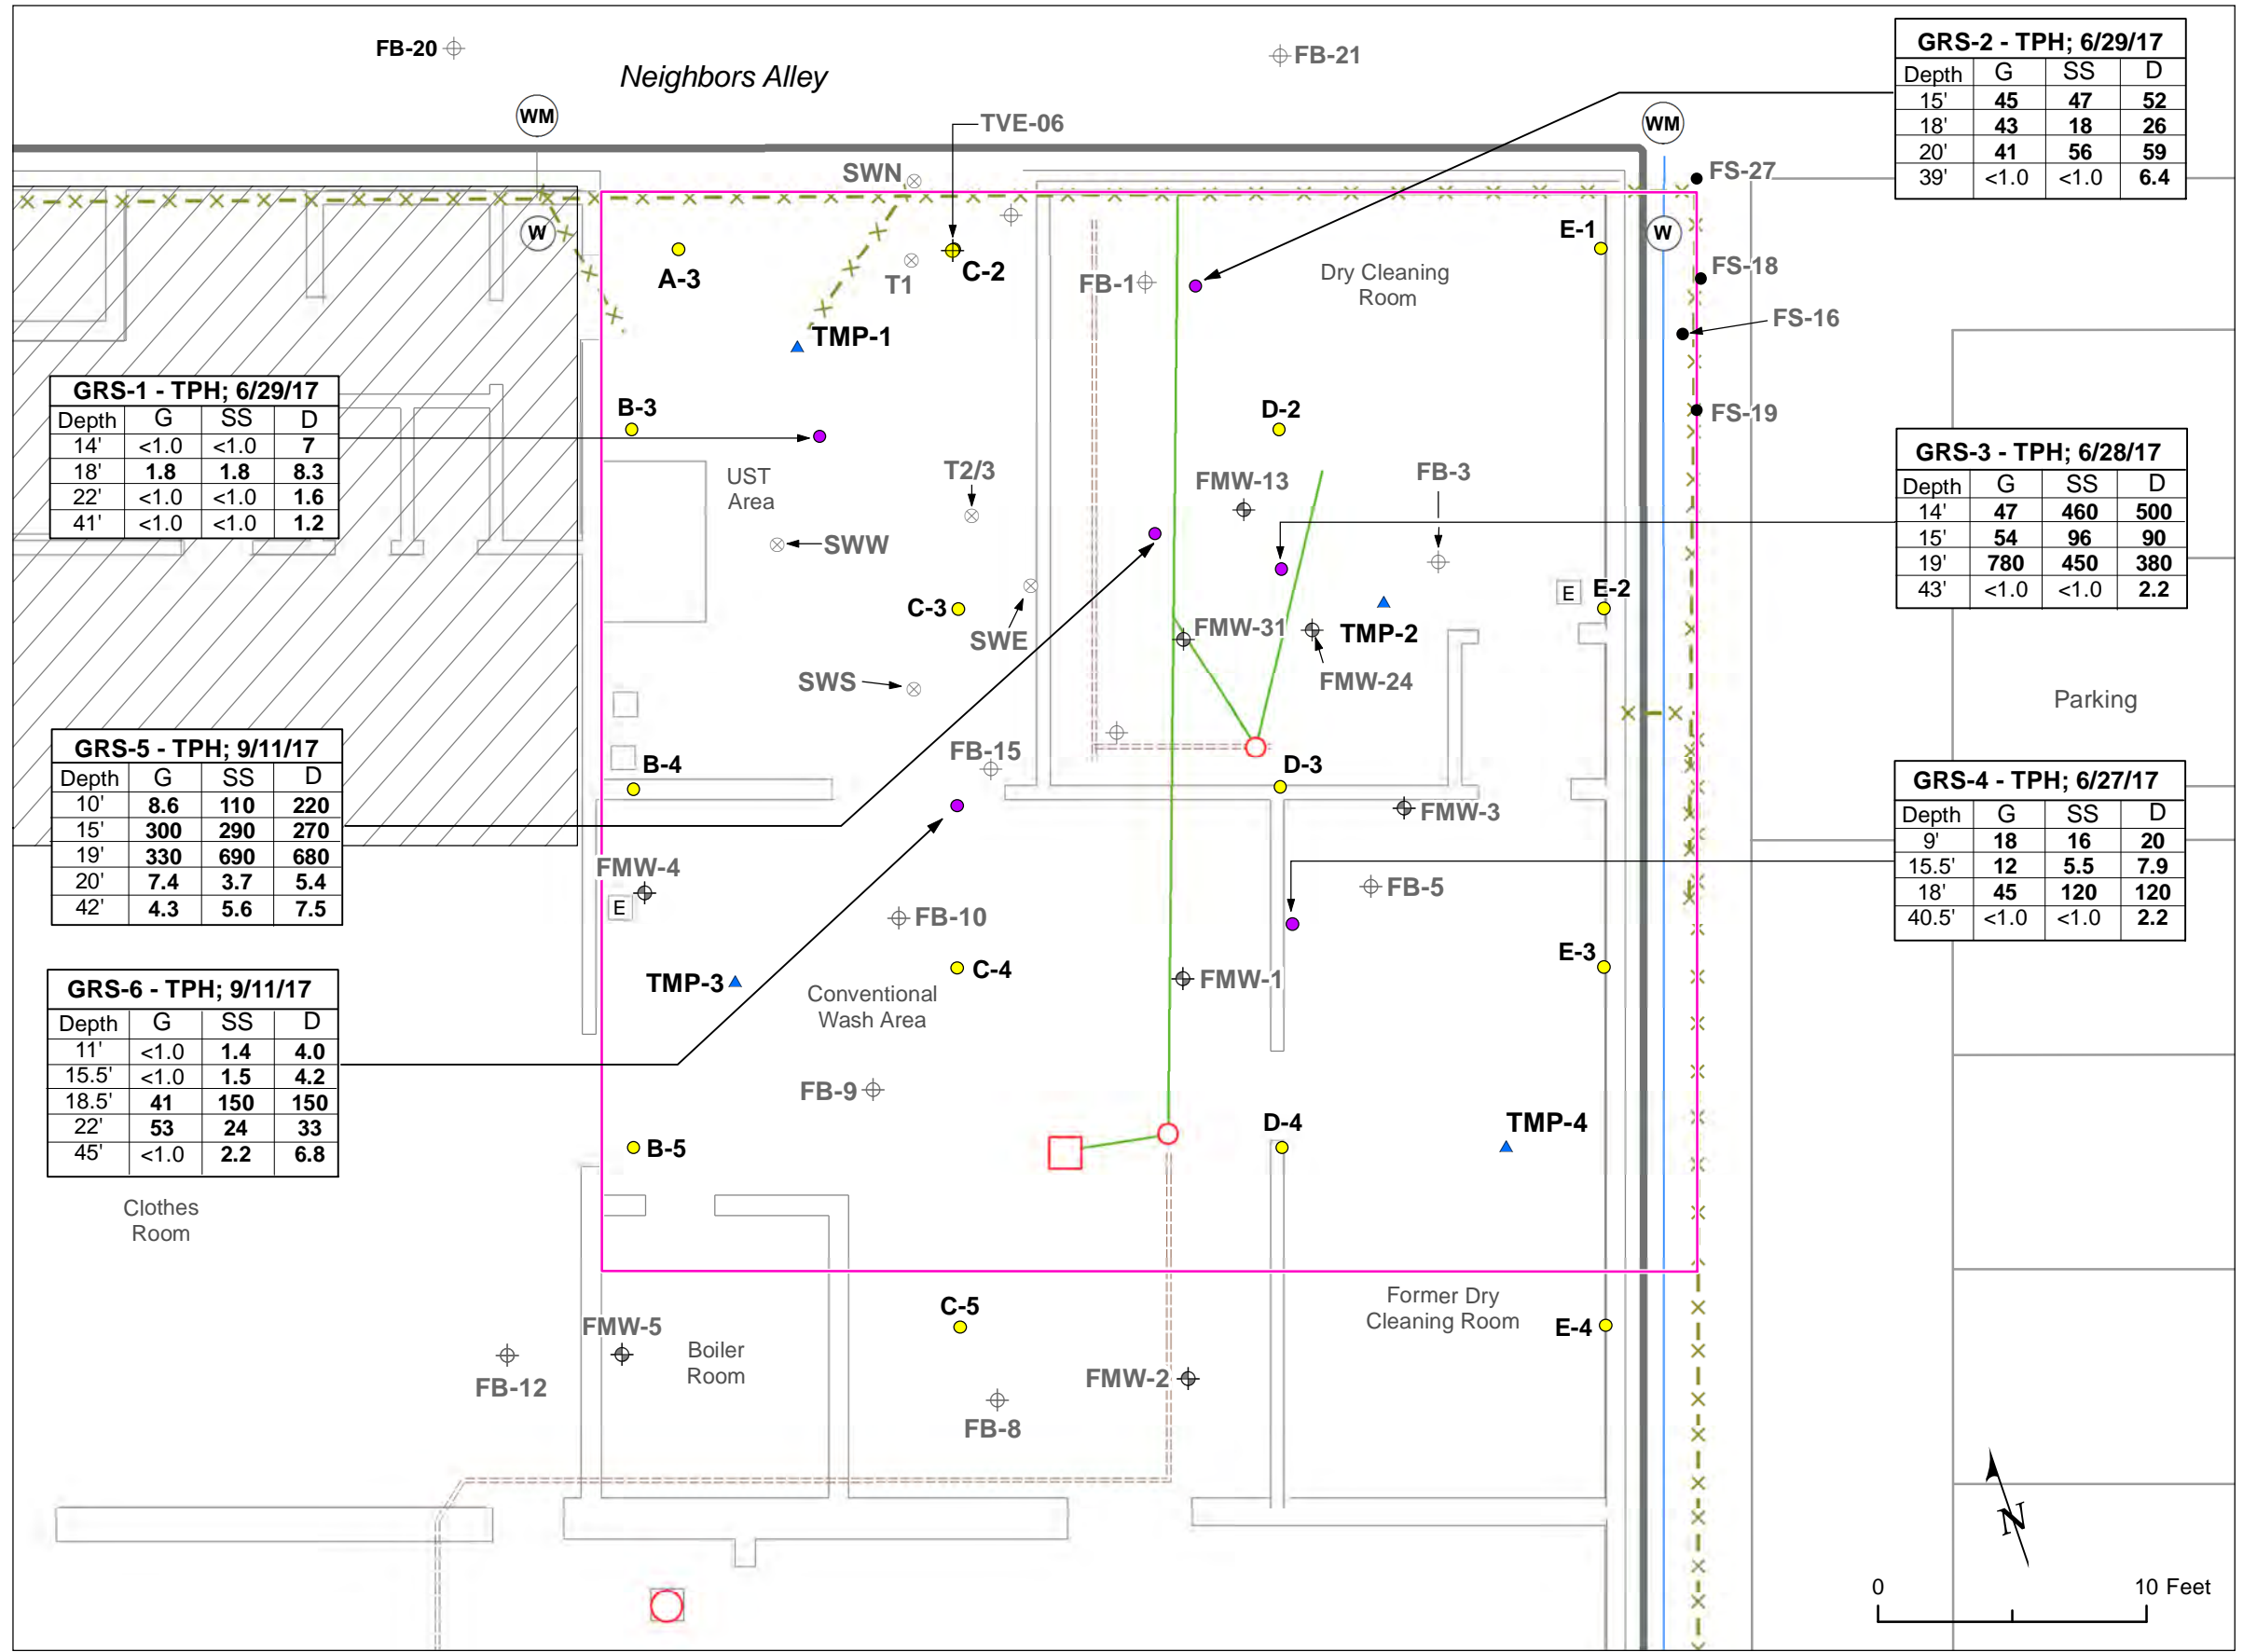 FB-20
Neighbors Alley
FB-21
WM
TVE-06
WM
GRS-2 - TPH; 6/29/17
Depth G SS D
15' 45 47 52
18' 43 18 26
20' 41 56 59
39' <1.0 <1.0 6.4
SWN
FS-27
W
A-3
T1
C-2
FB-1
Dry Cleaning
Room
E-1
W
FS-18
FS-16
TMP-1
GRS-1 - TPH; 6/29/17
Depth G SS D
14' <1.0 <1.0 7
18' 1.8 1.8 8.3
22' <1.0 <1.0 1.6
41' <1.0 <1.0 1.2
B-3
D-2
FS-19
UST
Area
T2/3
FMW-13
FB-3
GRS-3 - TPH; 6/28/17
Depth G SS D
14' 47 460 500
15' 54 96 90
19' 780 450 380
43' <1.0 <1.0 2.2
SWW
C-3
SWE
FMW-31
TMP-2
E
E-2
SWS
FMW-24
Parking
GRS-5 - TPH; 9/11/17
Depth G SS D
10' 8.6 110 220
15' 300 290 270
19' 330 690 680
20' 7.4 3.7 5.4
42' 4.3 5.6 7.5
B-4
FB-15
D-3
FMW-3
GRS-4 - TPH; 6/27/17
Depth G SS D
9' 18 16 20
15.5' 12 5.5 7.9
18' 45 120 120
40.5' <1.0 <1.0 2.2
FMW-4
E
FB-10
FB-5
GRS-6 - TPH; 9/11/17
Depth G SS D
11' <1.0 1.4 4.0
15.5' <1.0 1.5 4.2
18.5' 41 150 150
22' 53 24 33
45' <1.0 2.2 6.8
TMP-3
C-4
Conventional
Wash Area
FMW-1
E-3
FB-9
B-5
D-4
TMP-4
Clothes
Room
C-5
Former Dry
Cleaning Room
E-4
FMW-5
Boiler
Room
FB-12
FMW-2
FB-8
N
0 10 Feet